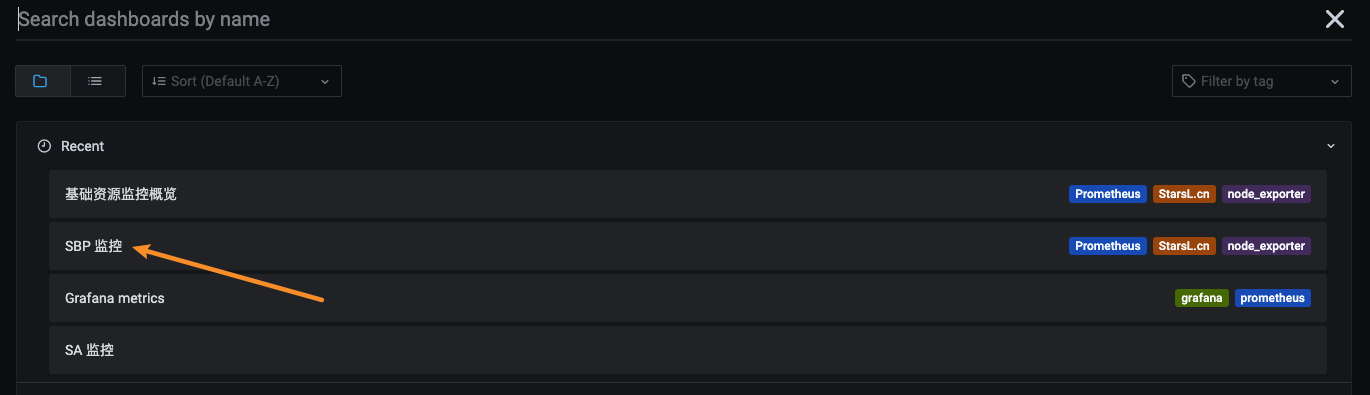 Search dashboards by name
Sort (Default A-Z)
Filter by tag
Recent
基础资源监控概览 Prometheus StarsL.cn node_exporter
SBP 监控 Prometheus StarsL.cn node_exporter
Grafana metrics grafana prometheus
SA 监控